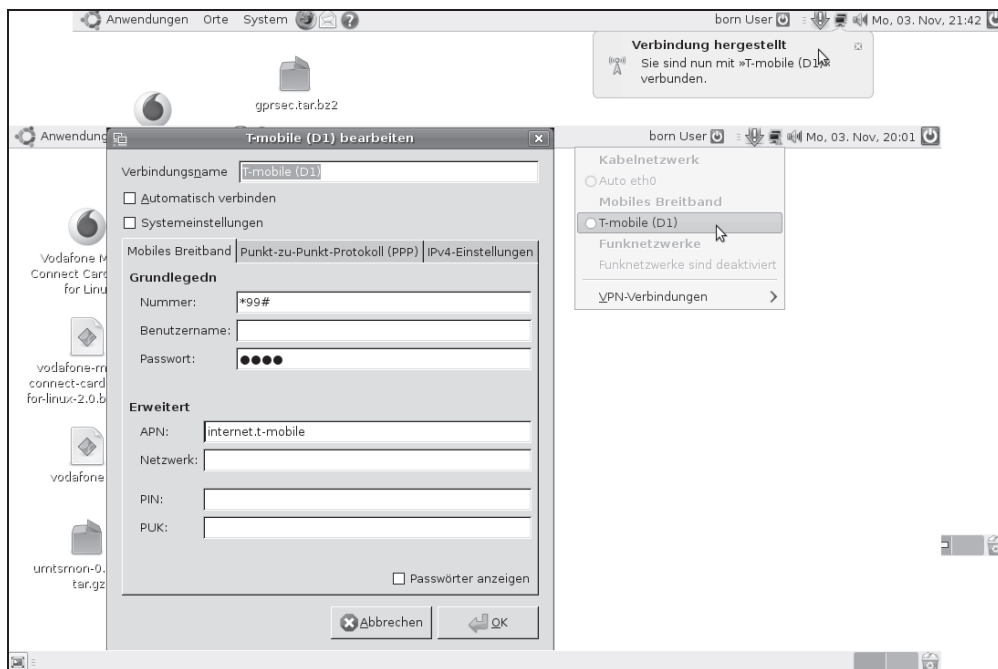 Anwendungen Orte System
born User
Mo, 03. Nov, 21:42
Verbindung hergestellt
Sie sind nun mit »T-mobile (D1)«
verbunden.
gprsec.tar.bz2
Anwendung
T-mobile (D1) bearbeiten
born User
Mo, 03. Nov, 20:01
Verbindungsname T-mobile (D1)
Automatisch verbinden
Systemeinstellungen
Mobiles Breitband Punkt-zu-Punkt-Protokoll (PPP) IPv4-Einstellungen
Grundlegedn
Nummer: *99#
Benutzername:
Passwort: ●●●●
Erweitert
APN: internet.t-mobile
Netzwerk:
PIN:
PUK:
Passwörter anzeigen
Abbrechen OK
Kabelnetzwerk
Auto eth0
Mobiles Breitband
T-mobile (D1)
Funknetzwerke
Funknetzwerke sind deaktiviert
VPN-Verbindungen
Vodafone M
Connect Card
for Linu
vodafone-m
connect-card
for-linux-2.0.b
vodafone
umtsmon-0.
tar.gz